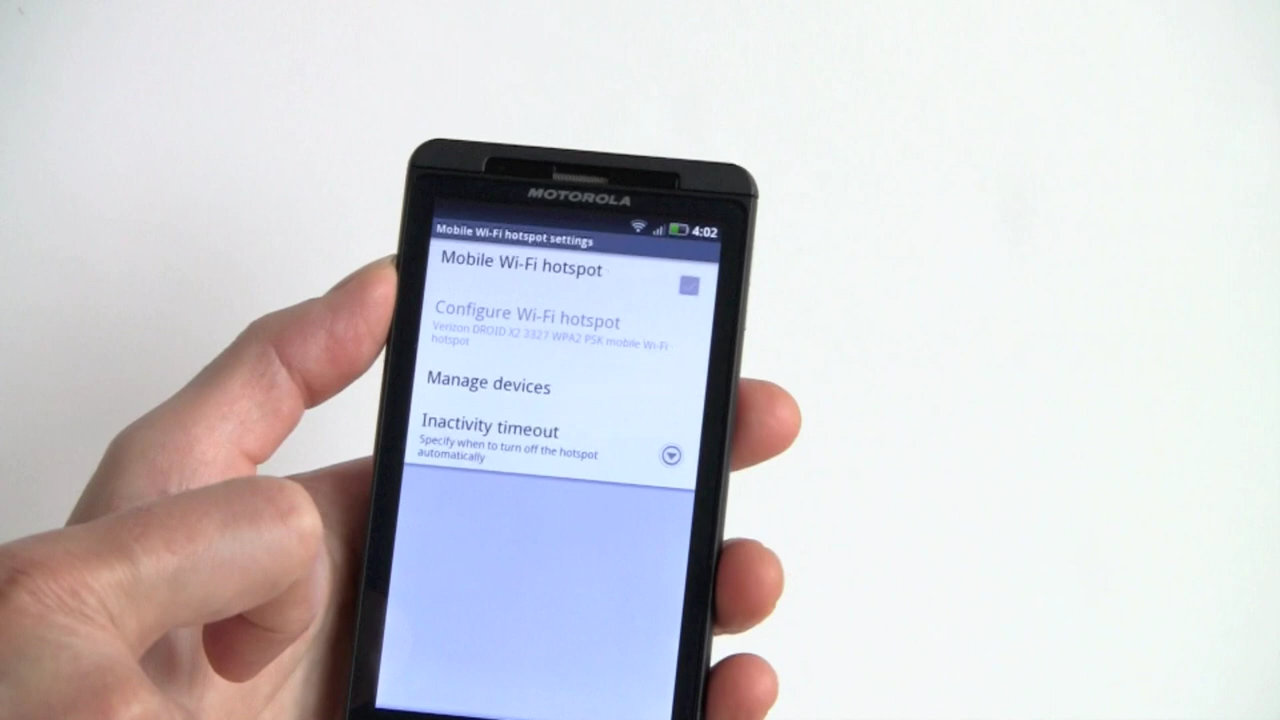 MOTOROLA
4:02
Mobile Wi-Fi hotspot settings
Mobile Wi-Fi hotspot
Configure Wi-Fi hotspot
Verizon DROID X2 3327 WPA2 PSK mobile Wi-Fi
hotspot
Manage devices
Inactivity timeout
Specify when to turn off the hotspot
automatically